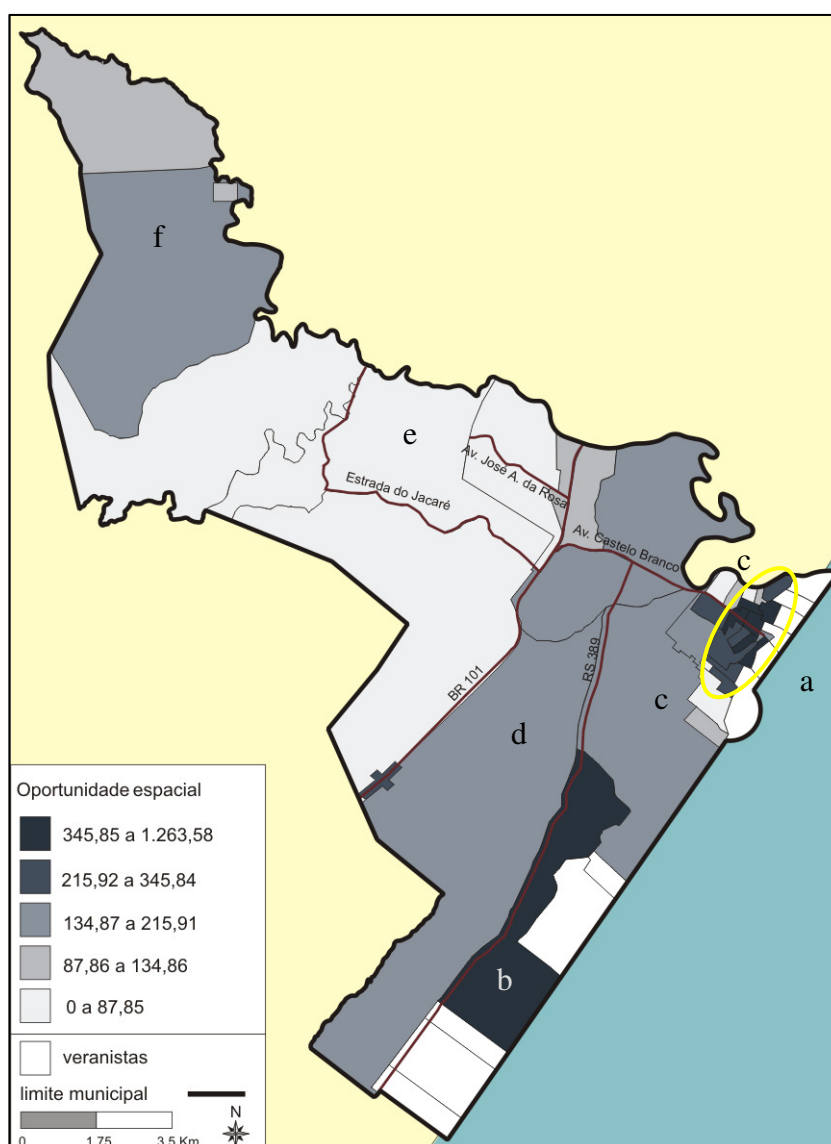 f
e
Av. José A. da Rosa
Estrada do Jacaré
Av. Castelo Branco
c
a
RS 389
c
BR 101
d
b
Oportunidade espacial
345,85 a 1.263,58
215,92 a 345,84
134,87 a 215,91
87,86 a 134,86
0 a 87,85
veranistas
limite municipal
N
0 1.75 3.5 Km